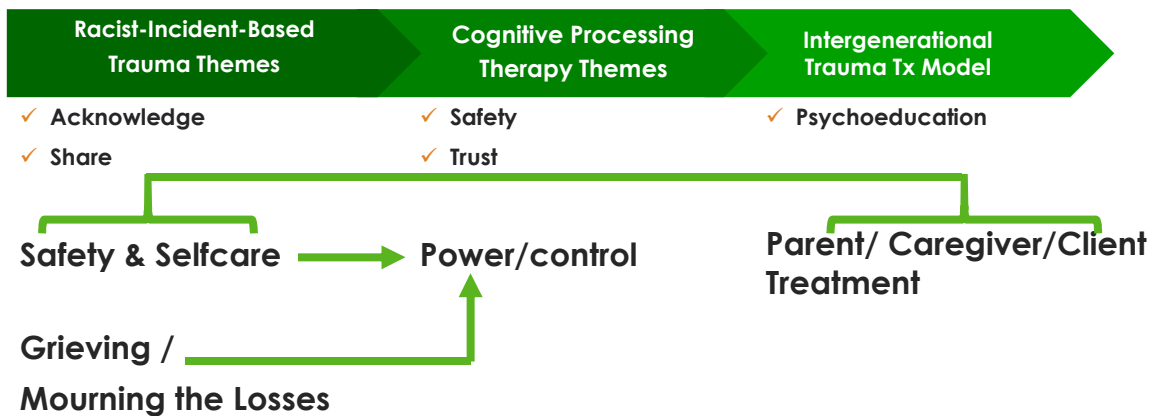 Racist-Incident-Based
Trauma Themes
Cognitive Processing
Therapy Themes
Intergenerational
Trauma Tx Model
✓ Acknowledge
✓ Share
✓ Safety
✓ Trust
✓ Psychoeducation
Safety & Selfcare
Power/control
Parent/ Caregiver/Client
Treatment
Grieving /
Mourning the Losses